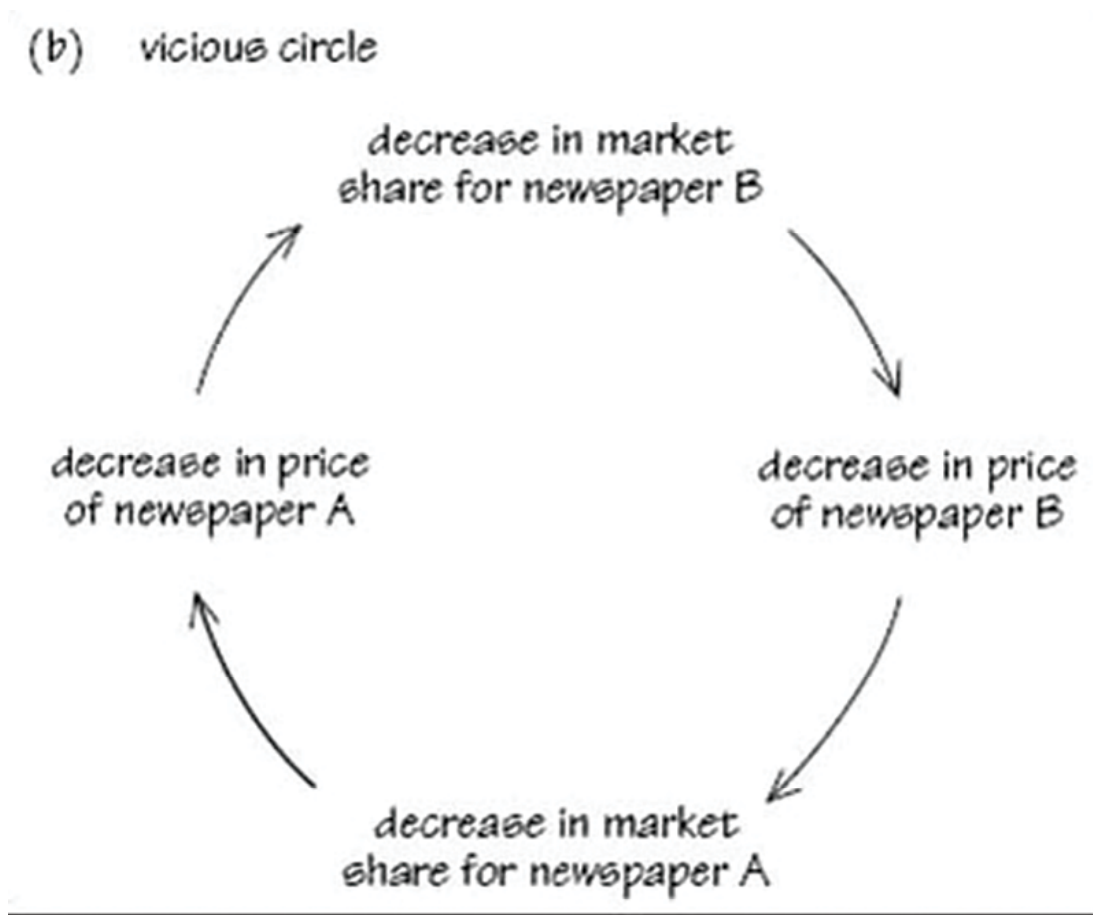 (b) vicious circle
decrease in market
share for newspaper B
decrease in price
of newspaper A
decrease in price
of newspaper B
decrease in market
share for newspaper A